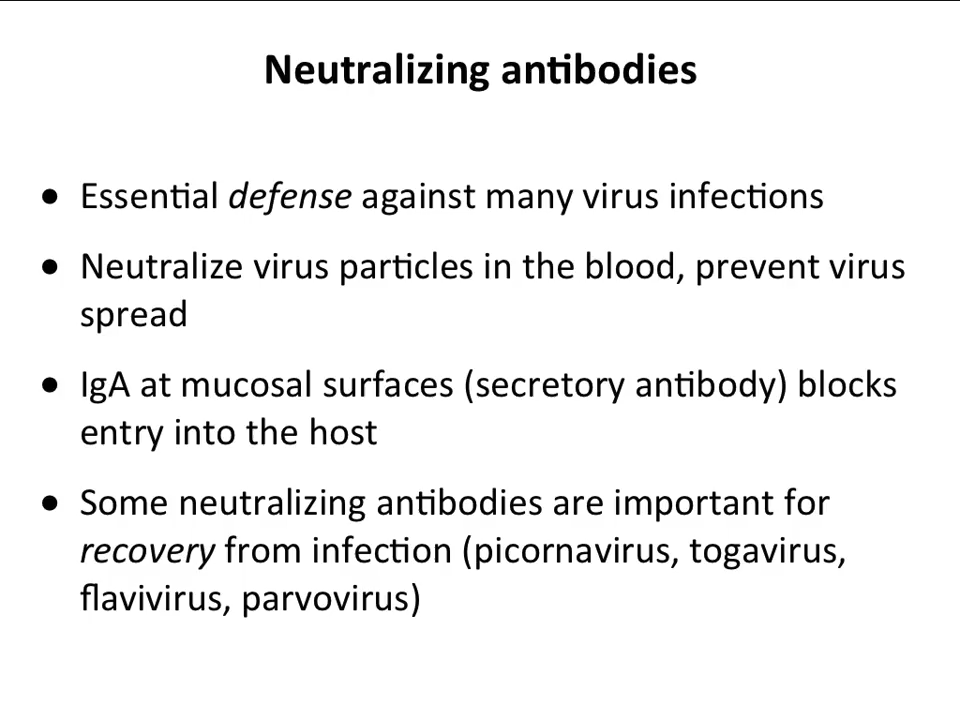 Neutralizing antibodies
• Essential defense against many virus infections
• Neutralize virus particles in the blood, prevent virus
spread
• IgA at mucosal surfaces (secretory antibody) blocks
entry into the host
• Some neutralizing antibodies are important for
recovery from infection (picornavirus, togavirus,
flavivirus, parvovirus)